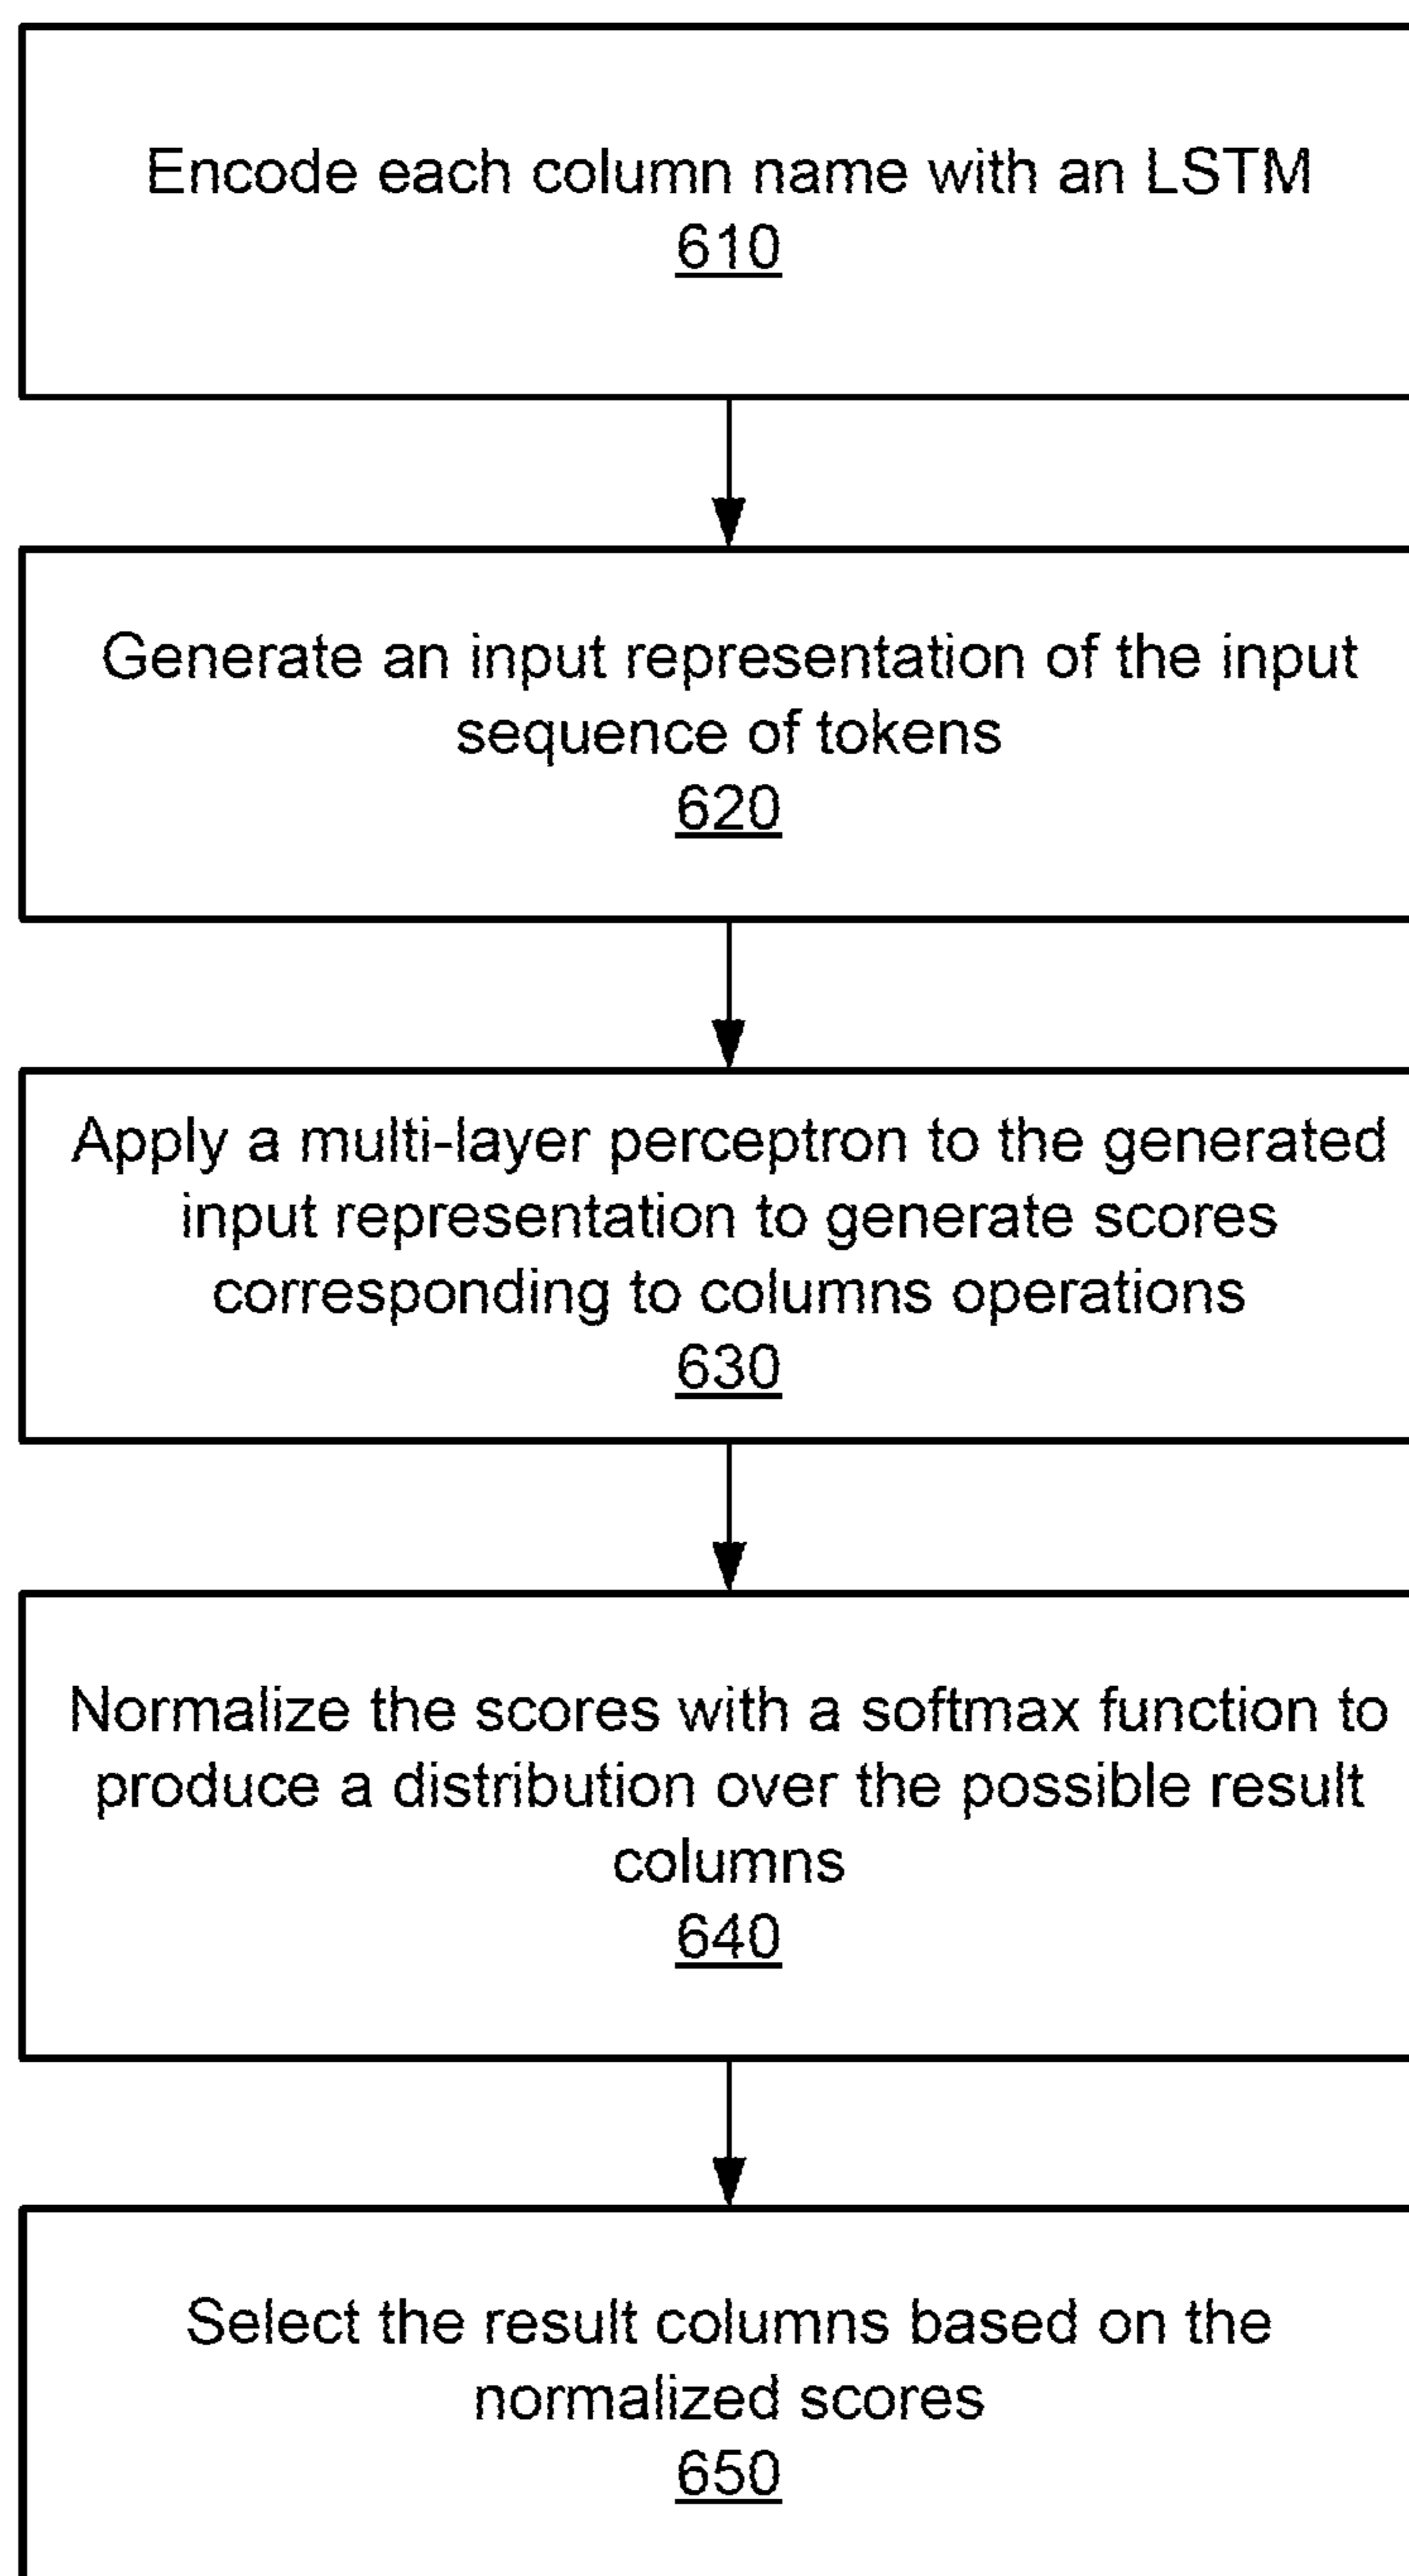 Encode each column name with an LSTM
610
Generate an input representation of the input
sequence of tokens
620
Apply a multi-layer perceptron to the generated
input representation to generate scores
corresponding to columns operations
630
Normalize the scores with a softmax function to
produce a distribution over the possible result
columns
640
Select the result columns based on the
normalized scores
650